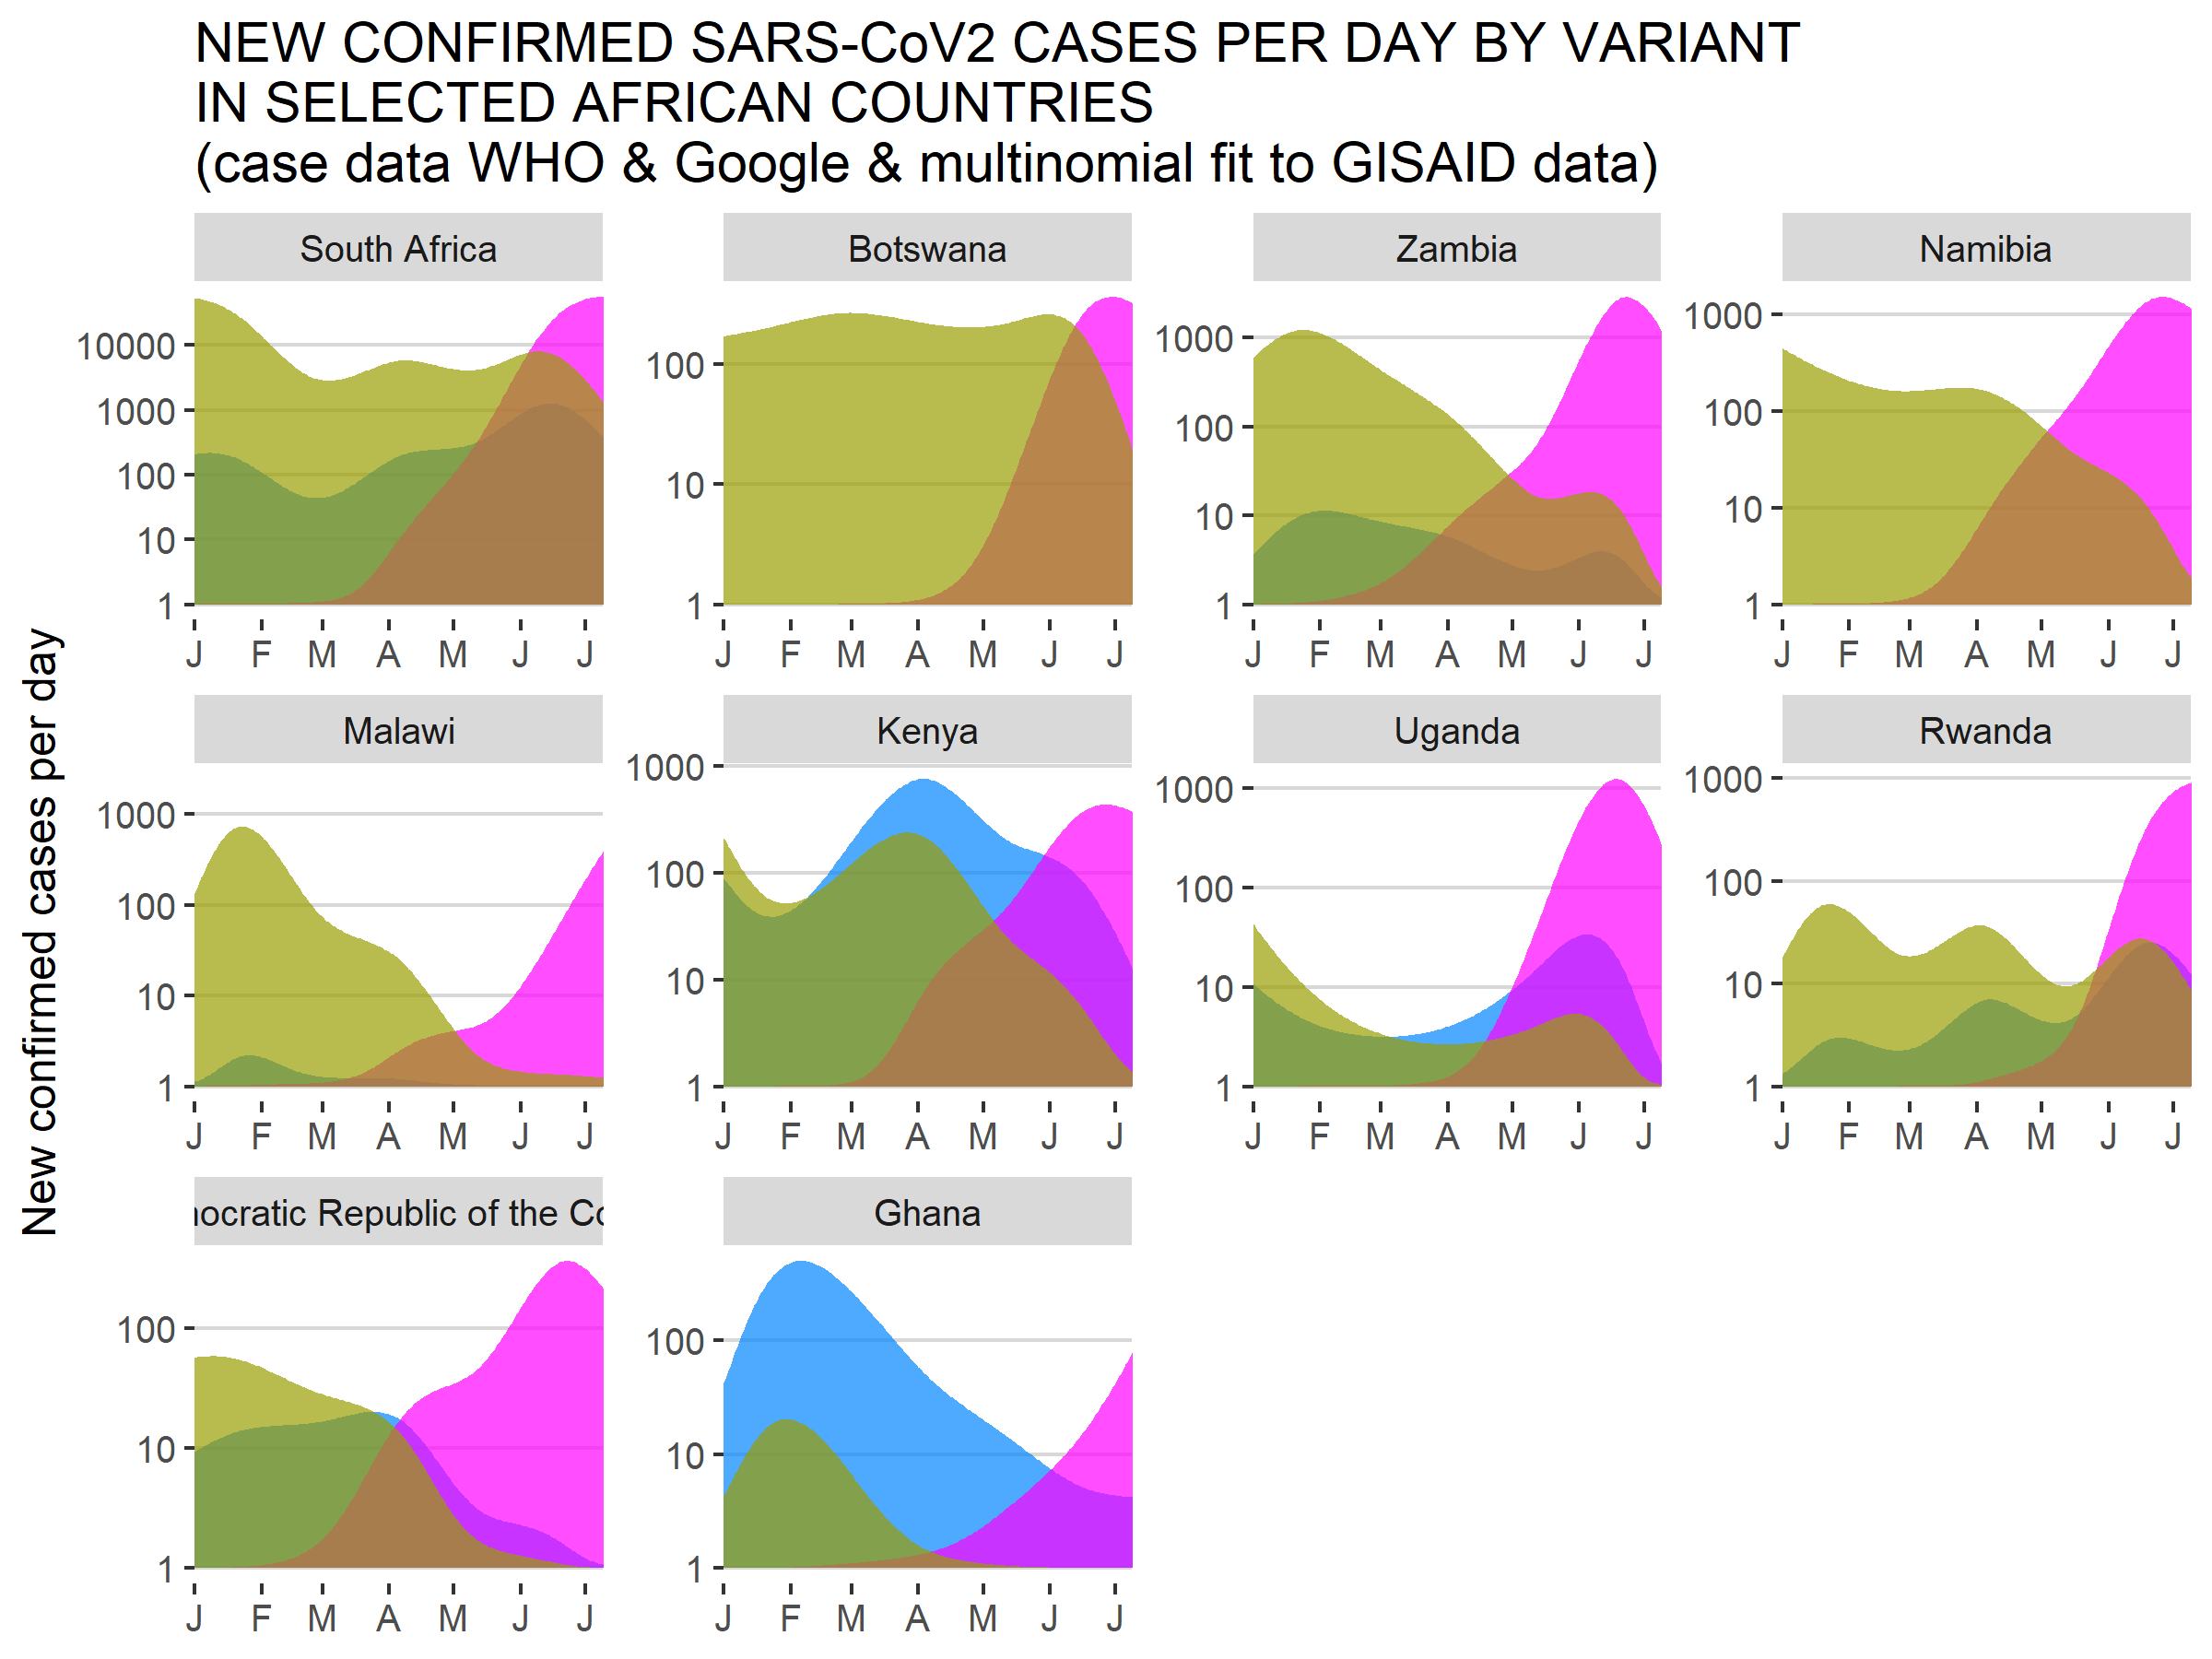 NEW CONFIRMED SARS-CoV2 CASES PER DAY BY VARIANT
IN SELECTED AFRICAN COUNTRIES
(case data WHO & Google & multinomial fit to GISAID data)
New confirmed cases per day
South Africa
10000
1000
100
10
1
J F M A M J J
Botswana
100
10
1
J F M A M J J
Zambia
1000
100
10
1
J F M A M J J
Namibia
1000
100
10
1
J F M A M J J
Malawi
1000
100
10
1
J F M A M J J
Kenya
1000
100
10
1
J F M A M J J
Uganda
1000
100
10
1
J F M A M J J
Rwanda
1000
100
10
1
J F M A M J J
mocratic Republic of the Co
100
10
1
J F M A M J J
Ghana
100
10
1
J F M A M J J